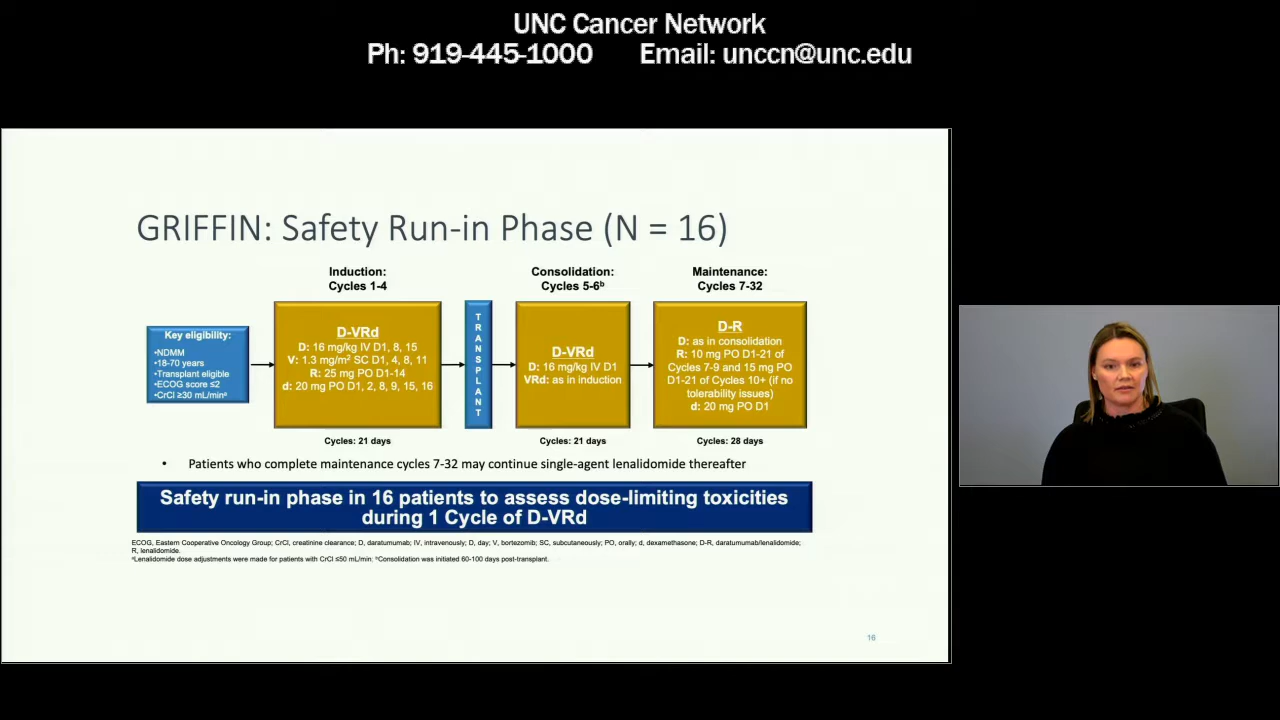 UNC Cancer Network
Ph: 919-445-1000 Email: unccn@unc.edu
GRIFFIN: Safety Run-in Phase (N = 16)
Induction:
Cycles 1-4
Consolidation:
Cycles 5-6ᵇ
Maintenance:
Cycles 7-32
Key eligibility:
•NDMM
•18-70 years
•Transplant eligible
•ECOG score ≤2
•CrCl ≥30 mL/minᵃ
D-VRd
D: 16 mg/kg IV D1, 8, 15
V: 1.3 mg/m² SC D1, 4, 8, 11
R: 25 mg PO D1-14
d: 20 mg PO D1, 2, 8, 9, 15, 16
TRANSPLANT
D-VRd
D: 16 mg/kg IV D1
VRd: as in induction
D-R
D: as in consolidation
R: 10 mg PO D1-21 of
Cycles 7-9 and 15 mg PO
D1-21 of Cycles 10+ (if no
tolerability issues)
d: 20 mg PO D1
Cycles: 21 days
Cycles: 21 days
Cycles: 28 days
• Patients who complete maintenance cycles 7-32 may continue single-agent lenalidomide thereafter
Safety run-in phase in 16 patients to assess dose-limiting toxicities
during 1 Cycle of D-VRd
ECOG, Eastern Cooperative Oncology Group; CrCl, creatinine clearance; D, daratumumab; IV, intravenously; D, day; V, bortezomib; SC, subcutaneously; PO, orally; d, dexamethasone; D-R, daratumumab/lenalidomide;
R, lenalidomide.
ᵃLenalidomide dose adjustments were made for patients with CrCl ≤50 mL/min; ᵇConsolidation was initiated 60-100 days post-transplant.
16